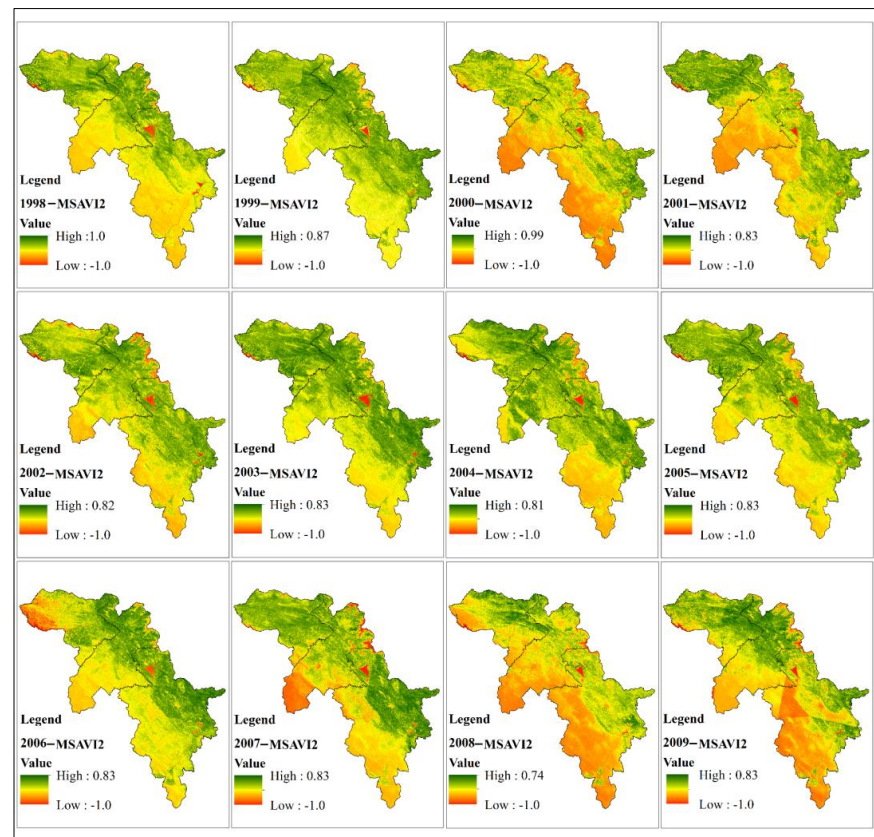 Legend
1998–MSAVI2
Value
High :1.0
Low : -1.0
Legend
1999–MSAVI2
Value
High : 0.87
Low : -1.0
Legend
2000–MSAVI2
Value
High : 0.99
Low : -1.0
Legend
2001–MSAVI2
Value
High : 0.83
Low : -1.0
Legend
2002–MSAVI2
Value
High : 0.82
Low : -1.0
Legend
2003–MSAVI2
Value
High : 0.83
Low : -1.0
Legend
2004–MSAVI2
Value
High : 0.81
Low : -1.0
Legend
2005–MSAVI2
Value
High : 0.83
Low : -1.0
Legend
2006–MSAVI2
Value
High : 0.83
Low : -1.0
Legend
2007–MSAVI2
Value
High : 0.83
Low : -1.0
Legend
2008–MSAVI2
Value
High : 0.74
Low : -1.0
Legend
2009–MSAVI2
Value
High : 0.83
Low : -1.0